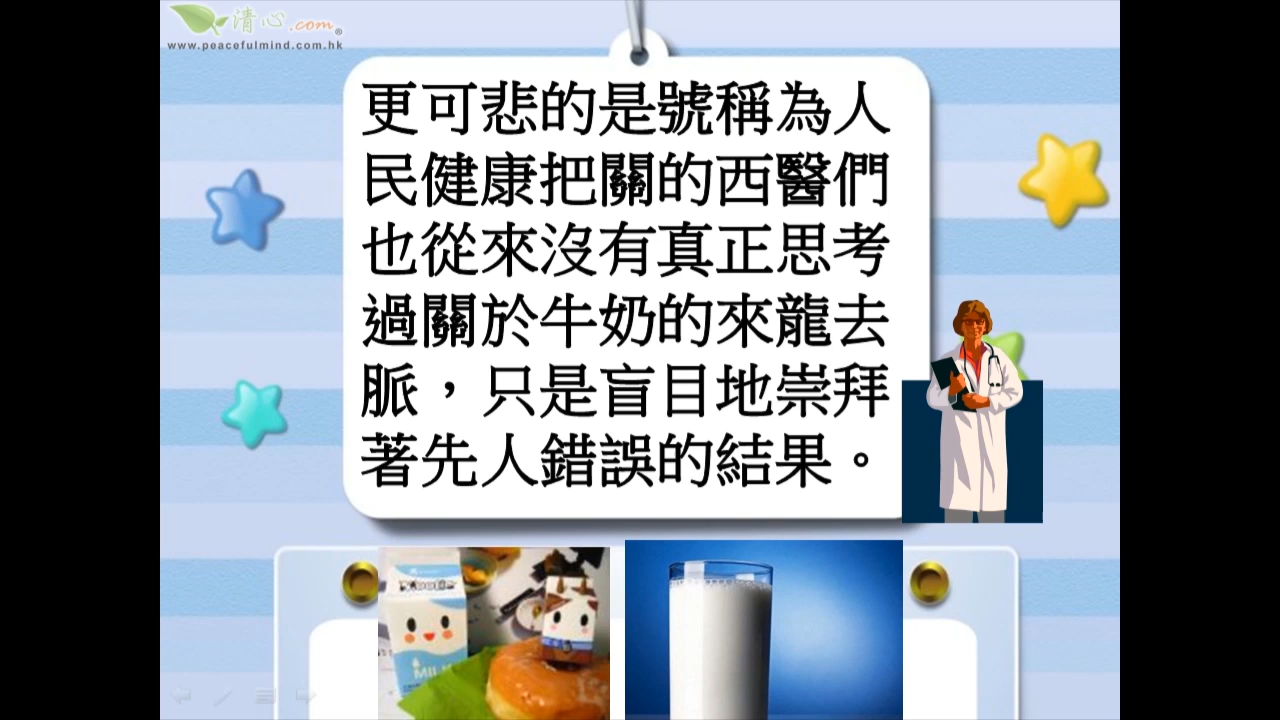 清心.com®
www.peacefulmind.com.hk
更可悲的是號稱為人
民健康把關的西醫們
也從來沒有真正思考
過關於牛奶的來龍去
脈，只是盲目地崇拜
著先人錯誤的結果。
MILK